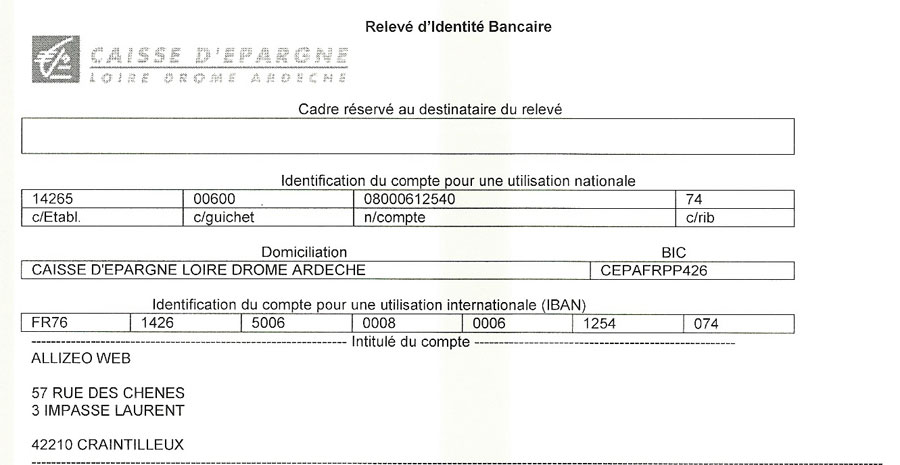 Relevé d'Identité Bancaire
CAISSE D'EPARGNE
LOIRE DROME ARDECHE
Cadre réservé au destinataire du relevé
Identification du compte pour une utilisation nationale
14265 00600 08000612540 74
c/Etabl. c/guichet n/compte c/rib
Domiciliation BIC
CAISSE D'EPARGNE LOIRE DROME ARDECHE CEPAFRPP426
Identification du compte pour une utilisation internationale (IBAN)
FR76 1426 5006 0008 0006 1254 074
Intitulé du compte
ALLIZEO WEB
57 RUE DES CHENES
3 IMPASSE LAURENT
42210 CRAINTILLEUX